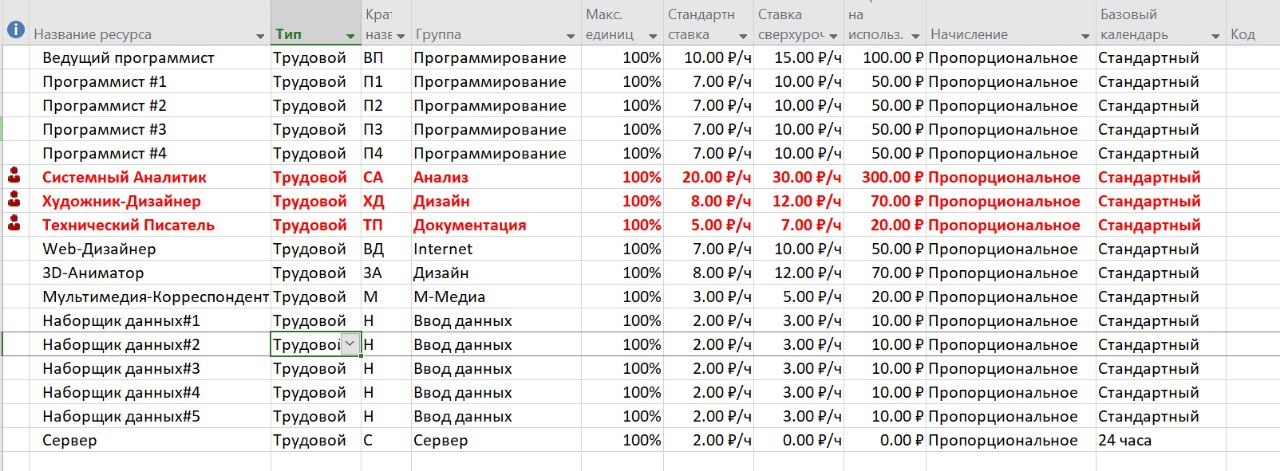 Название ресурса Тип Крат назв Группа Макс. единиц Стандартн ставка Ставка сверхуроч на использ. Начисление Базовый календарь Код
Ведущий программист Трудовой ВП Программирование 100% 10.00 ₽/ч 15.00 ₽/ч 100.00 ₽ Пропорциональное Стандартный
Программист #1 Трудовой П1 Программирование 100% 7.00 ₽/ч 10.00 ₽/ч 50.00 ₽ Пропорциональное Стандартный
Программист #2 Трудовой П2 Программирование 100% 7.00 ₽/ч 10.00 ₽/ч 50.00 ₽ Пропорциональное Стандартный
Программист #3 Трудовой П3 Программирование 100% 7.00 ₽/ч 10.00 ₽/ч 50.00 ₽ Пропорциональное Стандартный
Программист #4 Трудовой П4 Программирование 100% 7.00 ₽/ч 10.00 ₽/ч 50.00 ₽ Пропорциональное Стандартный
Системный Аналитик Трудовой СА Анализ 100% 20.00 ₽/ч 30.00 ₽/ч 300.00 ₽ Пропорциональное Стандартный
Художник-Дизайнер Трудовой ХД Дизайн 100% 8.00 ₽/ч 12.00 ₽/ч 70.00 ₽ Пропорциональное Стандартный
Технический Писатель Трудовой ТП Документация 100% 5.00 ₽/ч 7.00 ₽/ч 20.00 ₽ Пропорциональное Стандартный
Web-Дизайнер Трудовой ВД Internet 100% 7.00 ₽/ч 10.00 ₽/ч 50.00 ₽ Пропорциональное Стандартный
3D-Аниматор Трудовой 3А Дизайн 100% 8.00 ₽/ч 12.00 ₽/ч 70.00 ₽ Пропорциональное Стандартный
Мультимедия-Корреспондент Трудовой М М-Медиа 100% 3.00 ₽/ч 5.00 ₽/ч 20.00 ₽ Пропорциональное Стандартный
Наборщик данных#1 Трудовой Н Ввод данных 100% 2.00 ₽/ч 3.00 ₽/ч 10.00 ₽ Пропорциональное Стандартный
Наборщик данных#2 Трудовой Н Ввод данных 100% 2.00 ₽/ч 3.00 ₽/ч 10.00 ₽ Пропорциональное Стандартный
Наборщик данных#3 Трудовой Н Ввод данных 100% 2.00 ₽/ч 3.00 ₽/ч 10.00 ₽ Пропорциональное Стандартный
Наборщик данных#4 Трудовой Н Ввод данных 100% 2.00 ₽/ч 3.00 ₽/ч 10.00 ₽ Пропорциональное Стандартный
Наборщик данных#5 Трудовой Н Ввод данных 100% 2.00 ₽/ч 3.00 ₽/ч 10.00 ₽ Пропорциональное Стандартный
Сервер Трудовой С Сервер 100% 2.00 ₽/ч 0.00 ₽/ч 0.00 ₽ Пропорциональное 24 часа